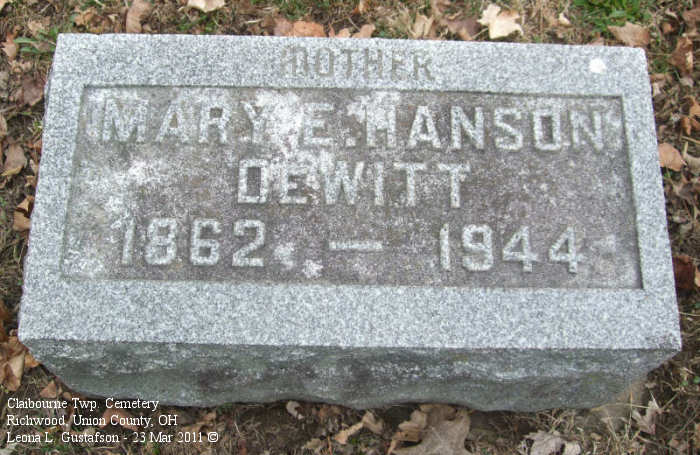 MOTHER
MARY E. HANSON
DEWITT
1862 — 1944
Claibourne Twp. Cemetery
Richwood, Union County, OH
Leona L. Gustafson - 23 Mar 2011 ©